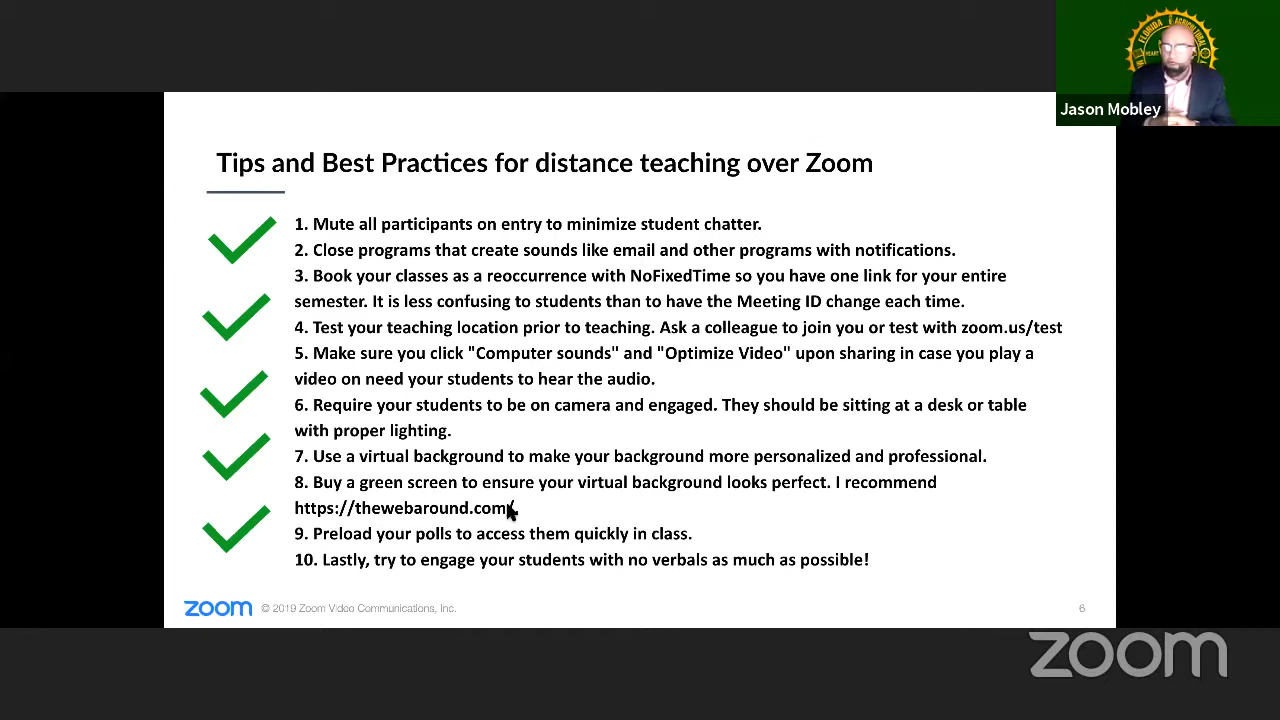 FLORIDA AGRICULTURAL
Jason Mobley
Tips and Best Practices for distance teaching over Zoom
1. Mute all participants on entry to minimize student chatter.
2. Close programs that create sounds like email and other programs with notifications.
3. Book your classes as a reoccurrence with NoFixedTime so you have one link for your entire
semester. It is less confusing to students than to have the Meeting ID change each time.
4. Test your teaching location prior to teaching. Ask a colleague to join you or test with zoom.us/test
5. Make sure you click "Computer sounds" and "Optimize Video" upon sharing in case you play a
video on need your students to hear the audio.
6. Require your students to be on camera and engaged. They should be sitting at a desk or table
with proper lighting.
7. Use a virtual background to make your background more personalized and professional.
8. Buy a green screen to ensure your virtual background looks perfect. I recommend
https://thewebaround.com/
9. Preload your polls to access them quickly in class.
10. Lastly, try to engage your students with no verbals as much as possible!
zoom © 2019 Zoom Video Communications, Inc. 6
zoom